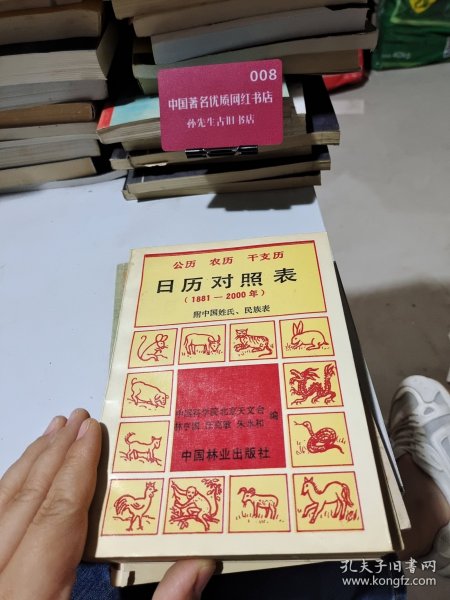 008
中国著名优质网红书店
孙先生古旧书店
公历 农历 干支历
日历对照表
(1881—2000年)
附中国姓氏、民族表
中国科学院北京天文台
朱永和 编
中国林业出版社
孔夫子旧书网
www.kongfz.com